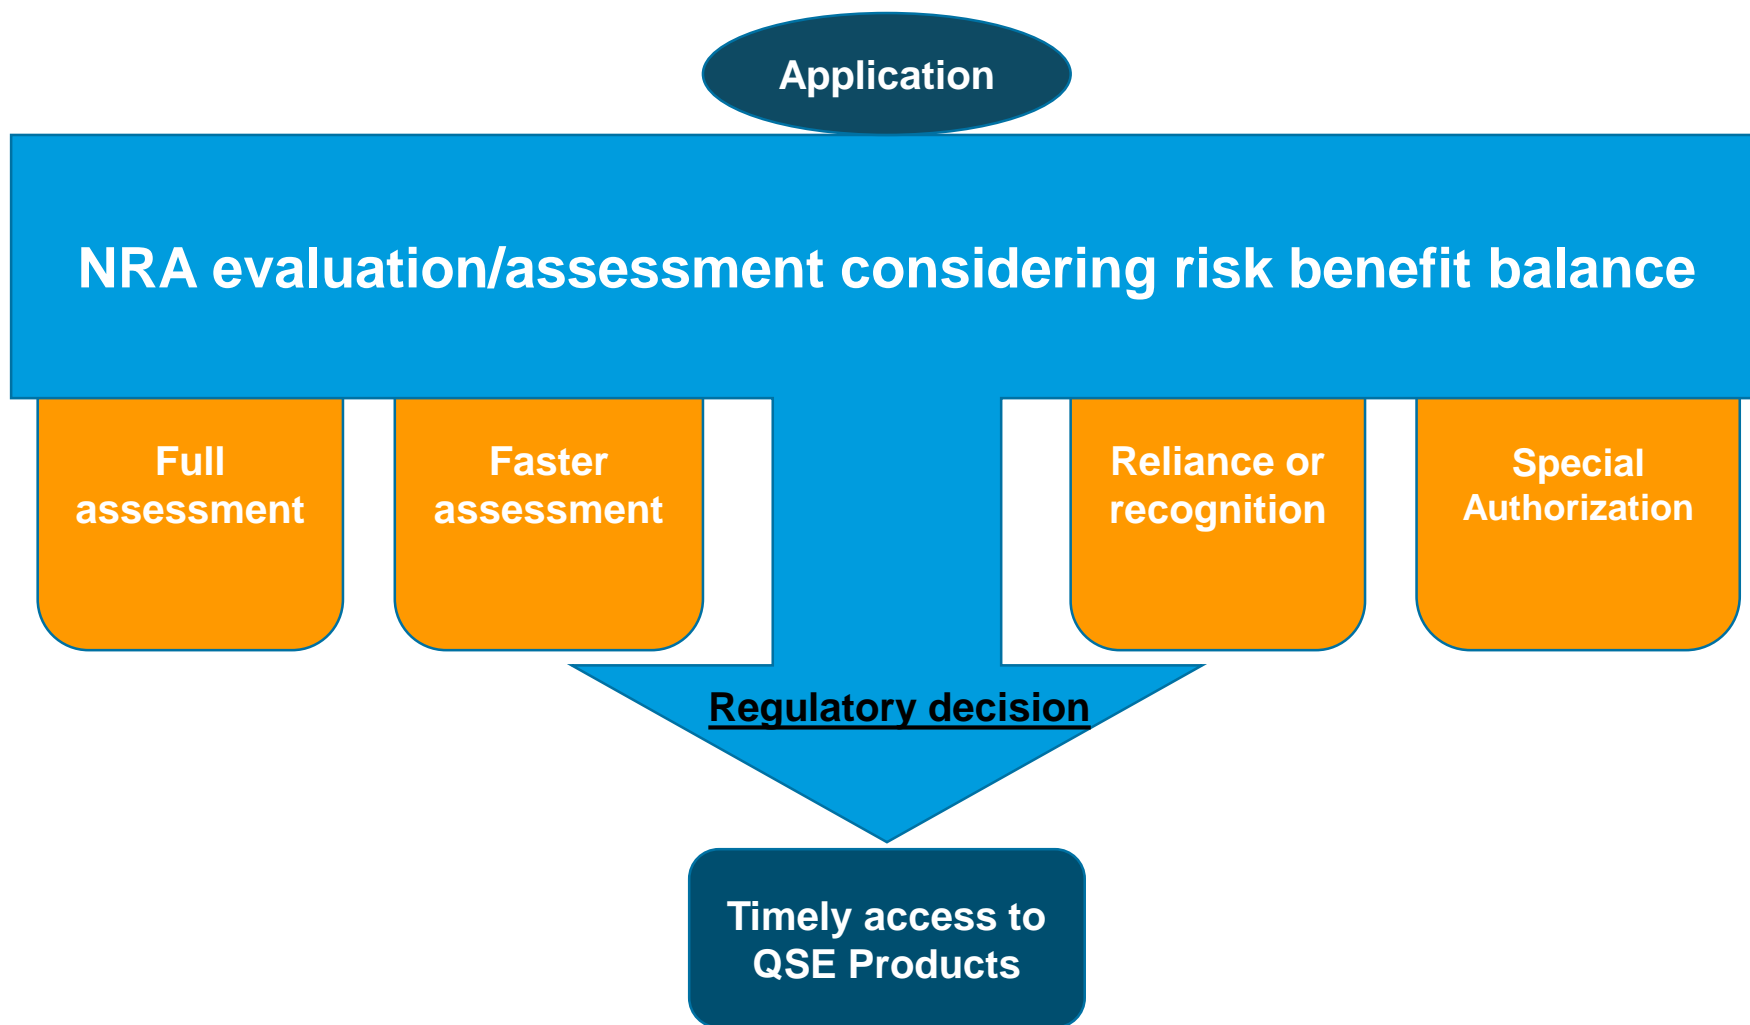 Application
NRA evaluation/assessment considering risk benefit balance
Full
assessment
Faster
assessment
Reliance or
recognition
Special
Authorization
Regulatory decision
Timely access to
QSE Products